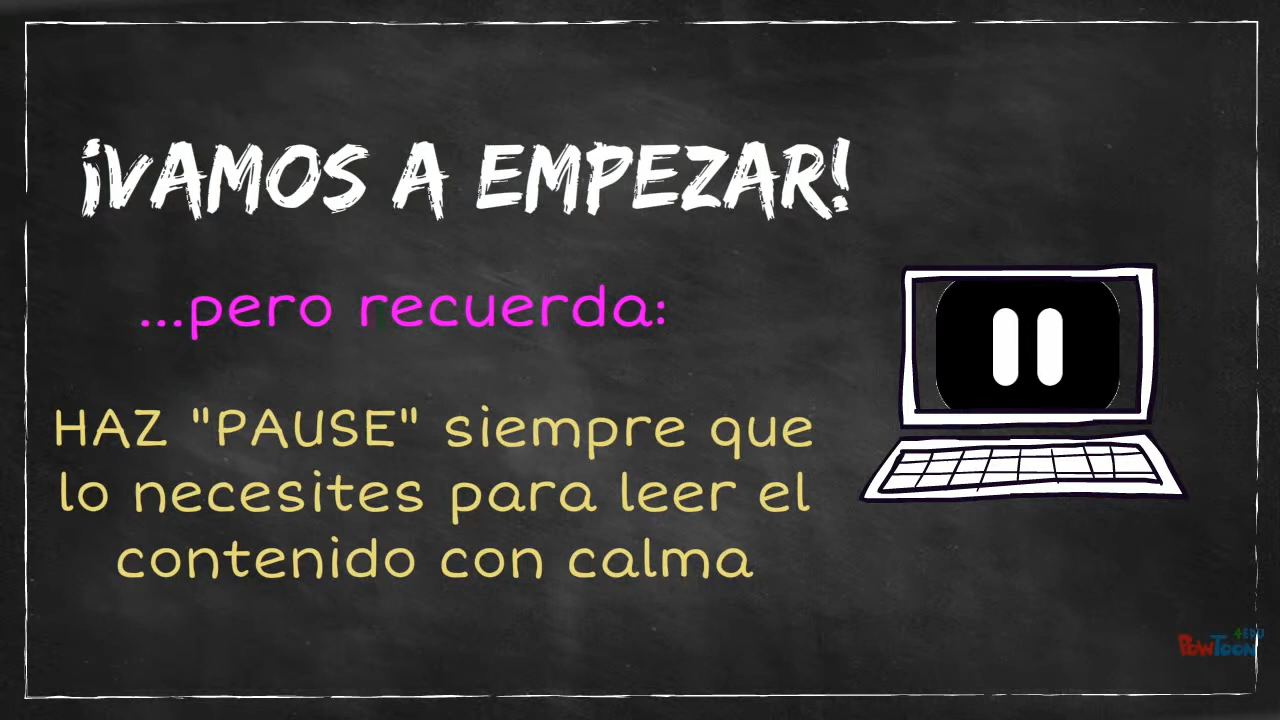 ¡VAMOS A EMPEZAR!
...pero recuerda:
HAZ "PAUSE" siempre que
lo necesites para leer el
contenido con calma
4EDU
POWTOON